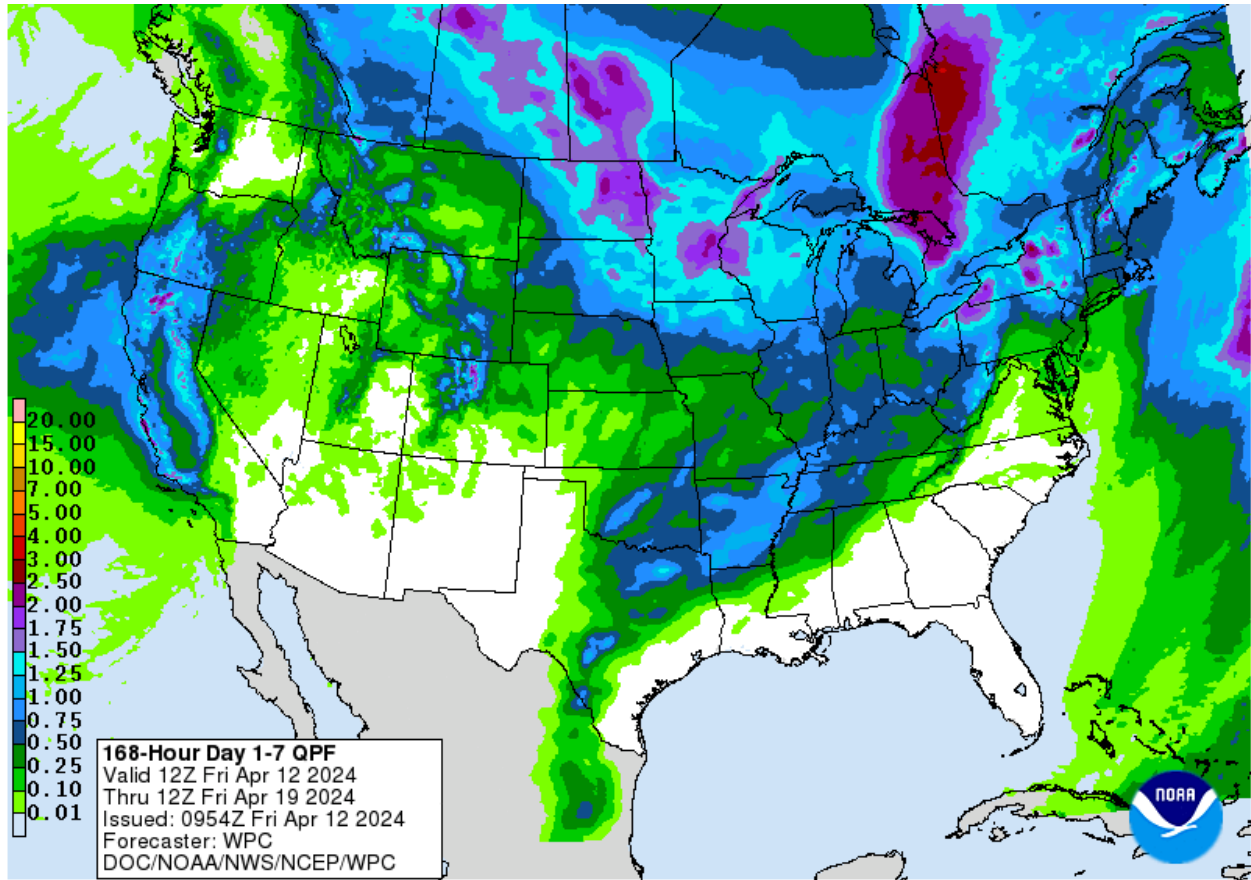 20.00
15.00
10.00
7.00
5.00
4.00
3.00
2.50
2.00
1.75
1.50
1.25
1.00
0.75
0.50
0.25
0.10
0.01
168-Hour Day 1-7 QPF
Valid 12Z Fri Apr 12 2024
Thru 12Z Fri Apr 19 2024
Issued: 0954Z Fri Apr 12 2024
Forecaster: WPC
DOC/NOAA/NWS/NCEP/WPC
NOAA